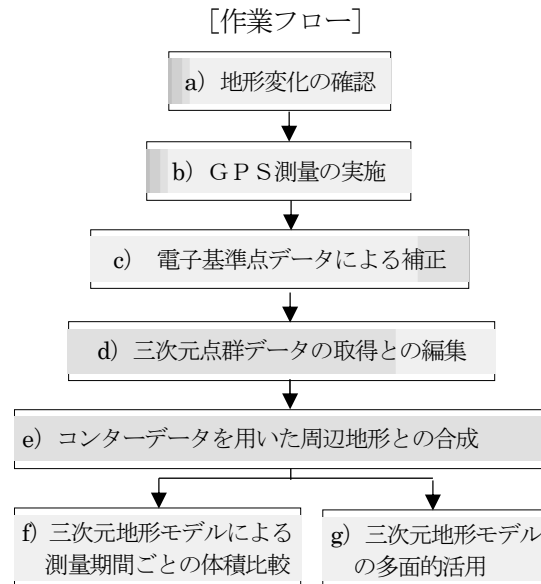 ［作業フロー］
a）地形変化の確認
b）ＧＰＳ測量の実施
c）　電子基準点データによる補正
d）三次元点群データの取得との編集
e）コンターデータを用いた周辺地形との合成
f）三次元地形モデルによる
測量期間ごとの体積比較
g）三次元地形モデル
の多面的活用